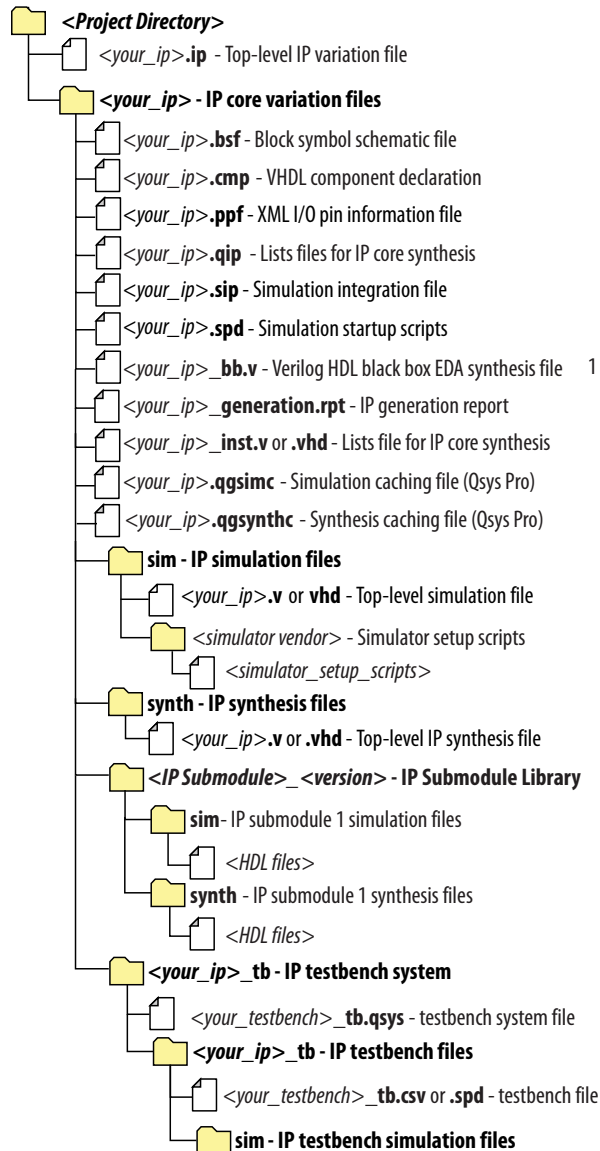 <Project Directory>
<your_ip>.ip - Top-level IP variation file
<your_ip> - IP core variation files
<your_ip>.bsf - Block symbol schematic file
<your_ip>.cmp - VHDL component declaration
<your_ip>.ppf - XML I/O pin information file
<your_ip>.qip - Lists files for IP core synthesis
<your_ip>.sip - Simulation integration file
<your_ip>.spd - Simulation startup scripts
<your_ip>_bb.v - Verilog HDL black box EDA synthesis file 1
<your_ip>_generation.rpt - IP generation report
<your_ip>_inst.v or .vhd - Lists file for IP core synthesis
<your_ip>.qgsimc - Simulation caching file (Qsys Pro)
<your_ip>.qgsynthc - Synthesis caching file (Qsys Pro)
sim - IP simulation files
<your_ip>.v or vhd - Top-level simulation file
<simulator vendor> - Simulator setup scripts
<simulator_setup_scripts>
synth - IP synthesis files
<your_ip>.v or .vhd - Top-level IP synthesis file
<IP Submodule>_<version> - IP Submodule Library
sim- IP submodule 1 simulation files
<HDL files>
synth - IP submodule 1 synthesis files
<HDL files>
<your_ip>_tb - IP testbench system
<your_testbench>_tb.qsys - testbench system file
<your_ip>_tb - IP testbench files
<your_testbench>_tb.csv or .spd - testbench file
sim - IP testbench simulation files